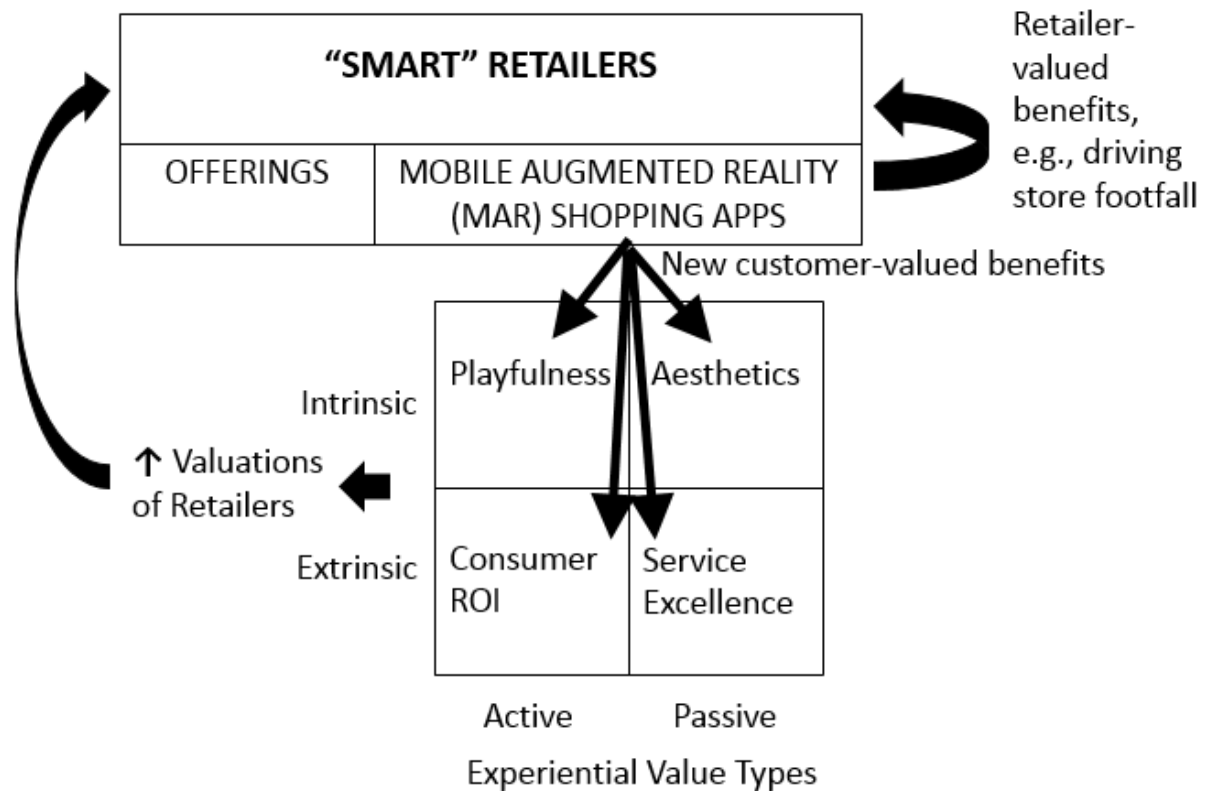 “SMART” RETAILERS
Retailer-
valued
benefits,
e.g., driving
store footfall
OFFERINGS
MOBILE AUGMENTED REALITY
(MAR) SHOPPING APPS
New customer-valued benefits
Playfulness
Aesthetics
Intrinsic
↑ Valuations
of Retailers
Extrinsic
Consumer
ROI
Service
Excellence
Active
Passive
Experiential Value Types